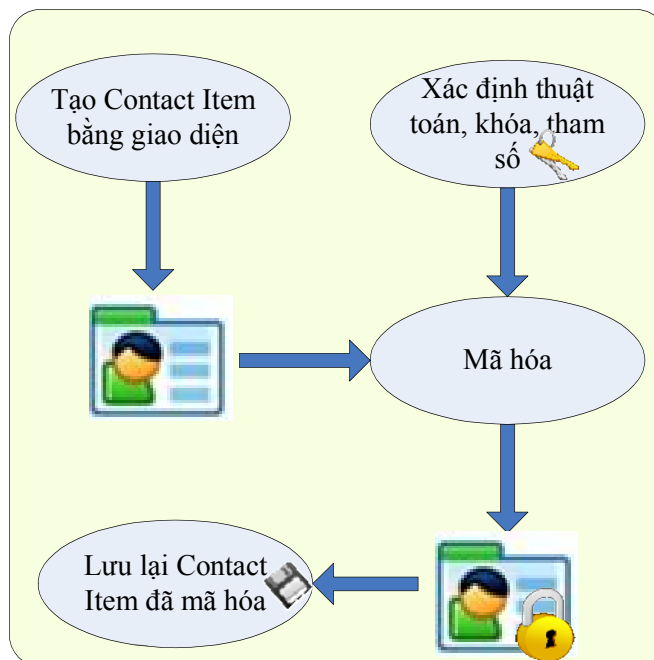 Tạo Contact Item
bằng giao diện
Xác định thuật
toán, khóa, tham
số
Mã hóa
Lưu lại Contact
Item đã mã hóa